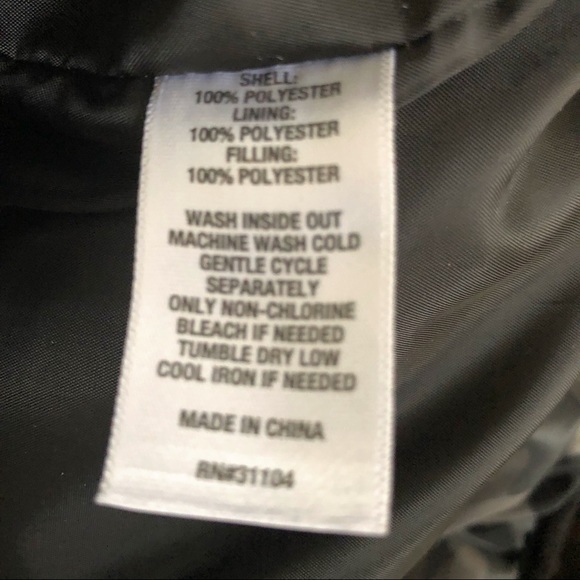 SHELL:
100% POLYESTER
LINING:
100% POLYESTER
FILLING:
100% POLYESTER
WASH INSIDE OUT
MACHINE WASH COLD
GENTLE CYCLE
SEPARATELY
ONLY NON-CHLORINE
BLEACH IF NEEDED
TUMBLE DRY LOW
COOL IRON IF NEEDED
MADE IN CHINA
RN#31104